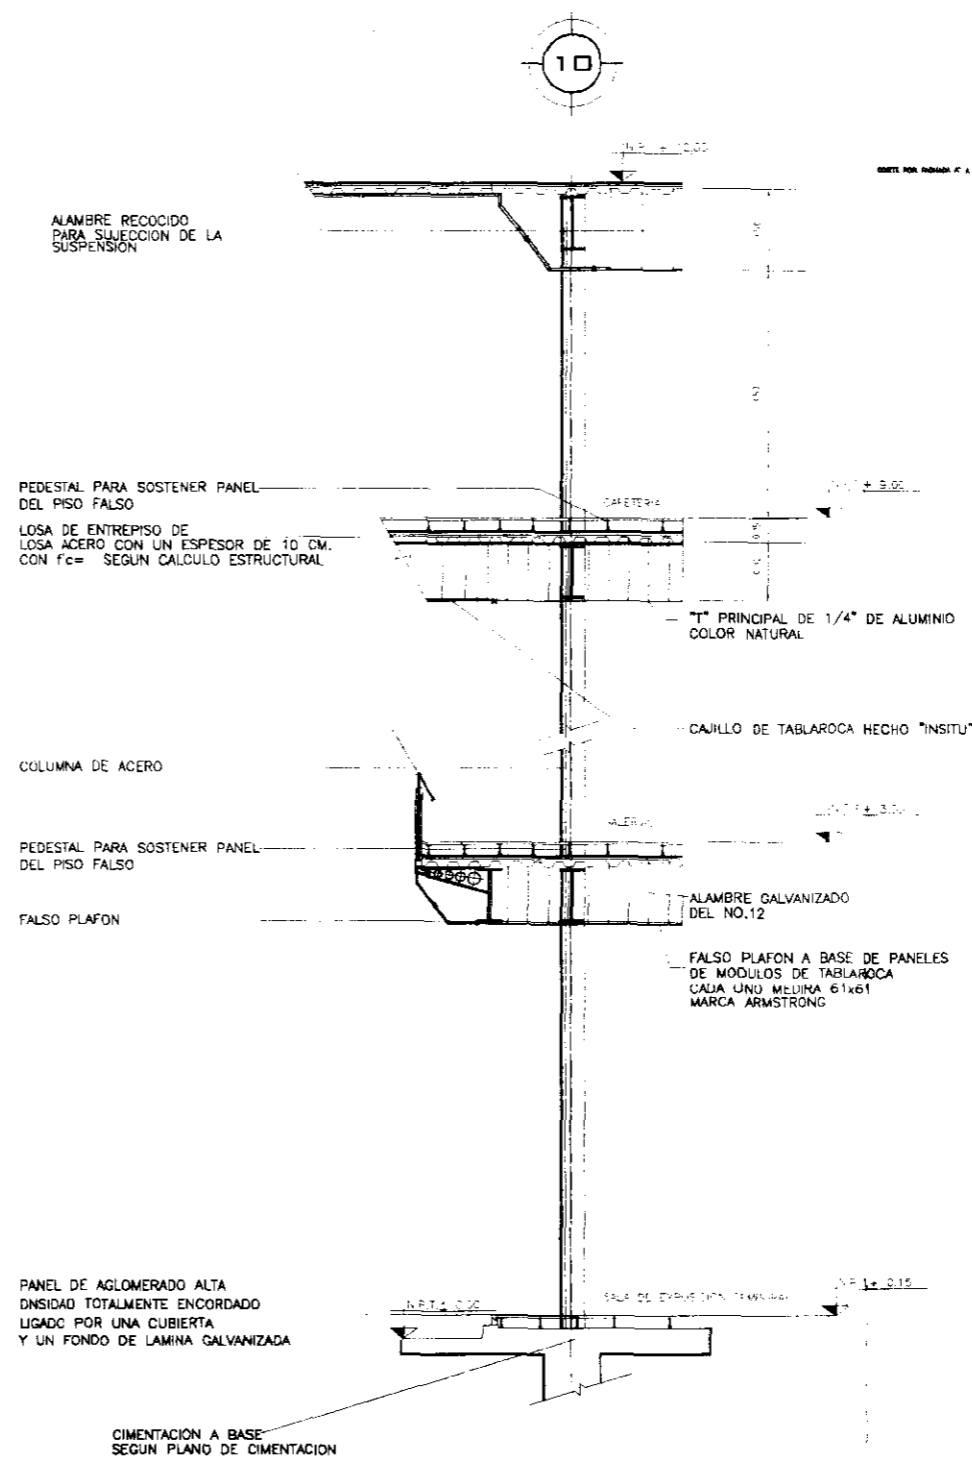 10
ALAMBRE RECOCIDO
PARA SUJECCION DE LA
SUSPENSION
PEDESTAL PARA SOSTENER PANEL
DEL PISO FALSO
CAFETERIA
+ 9.00
LOSA DE ENTREPISO DE
LOSA ACERO CON UN ESPESOR DE 10 CM.
CON f'c= SEGUN CALCULO ESTRUCTURAL
"T" PRINCIPAL DE 1/4" DE ALUMINIO
COLOR NATURAL
CAJILLO DE TABLAROCA HECHO "INSITU"
COLUMNA DE ACERO
PEDESTAL PARA SOSTENER PANEL
DEL PISO FALSO
ALAMBRE GALVANIZADO
DEL NO.12
FALSO PLAFON
FALSO PLAFON A BASE DE PANELES
DE MODULOS DE TABLAROCA
CADA UNO MEDIRA 61x61
MARCA ARMSTRONG
PANEL DE AGLOMERADO ALTA
DNSIDAD TOTALMENTE ENCORDADO
LIGADO POR UNA CUBIERTA
Y UN FONDO DE LAMINA GALVANIZADA
SALA DE
+ 0.15
CIMENTACION A BASE
SEGUN PLANO DE CIMENTACION